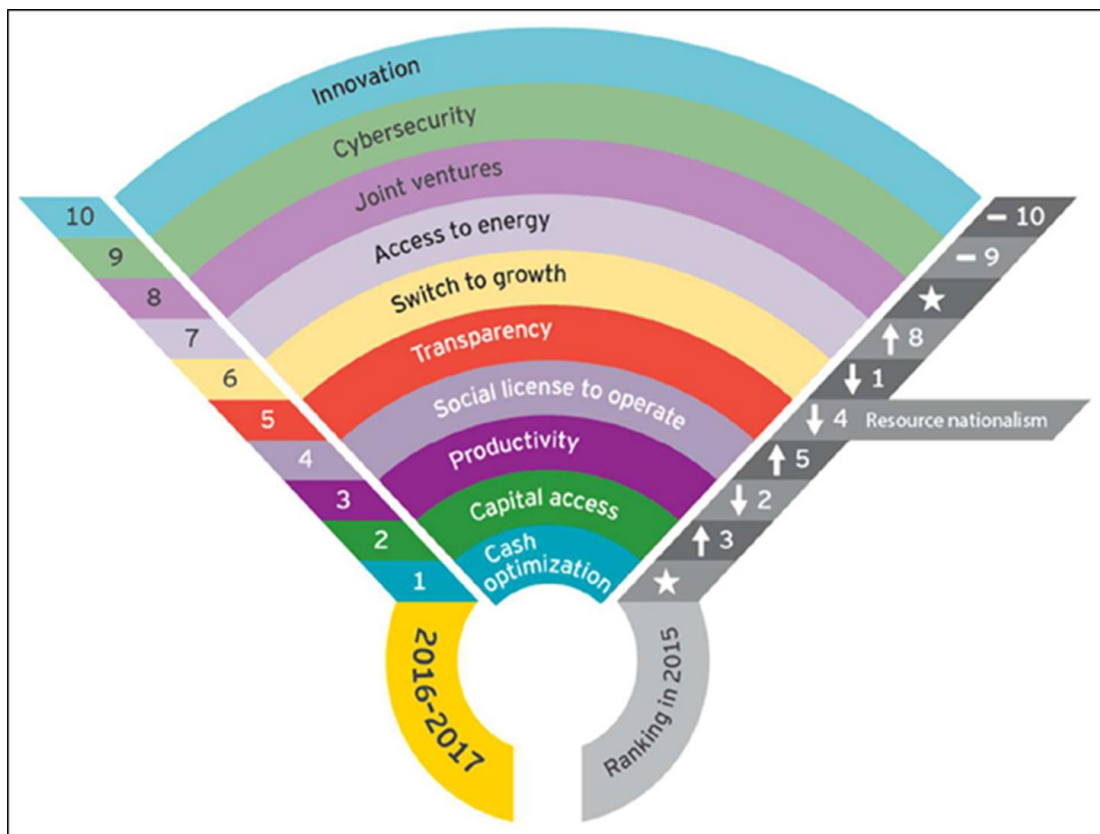 Innovation
Cybersecurity
Joint ventures
Access to energy
Switch to growth
Transparency
Social license to operate
Productivity
Capital access
Cash
optimization
10
9
8
7
6
5
4
3
2
1
2016-2017
10
9
8
1
4 Resource nationalism
5
2
3
Ranking in 2015